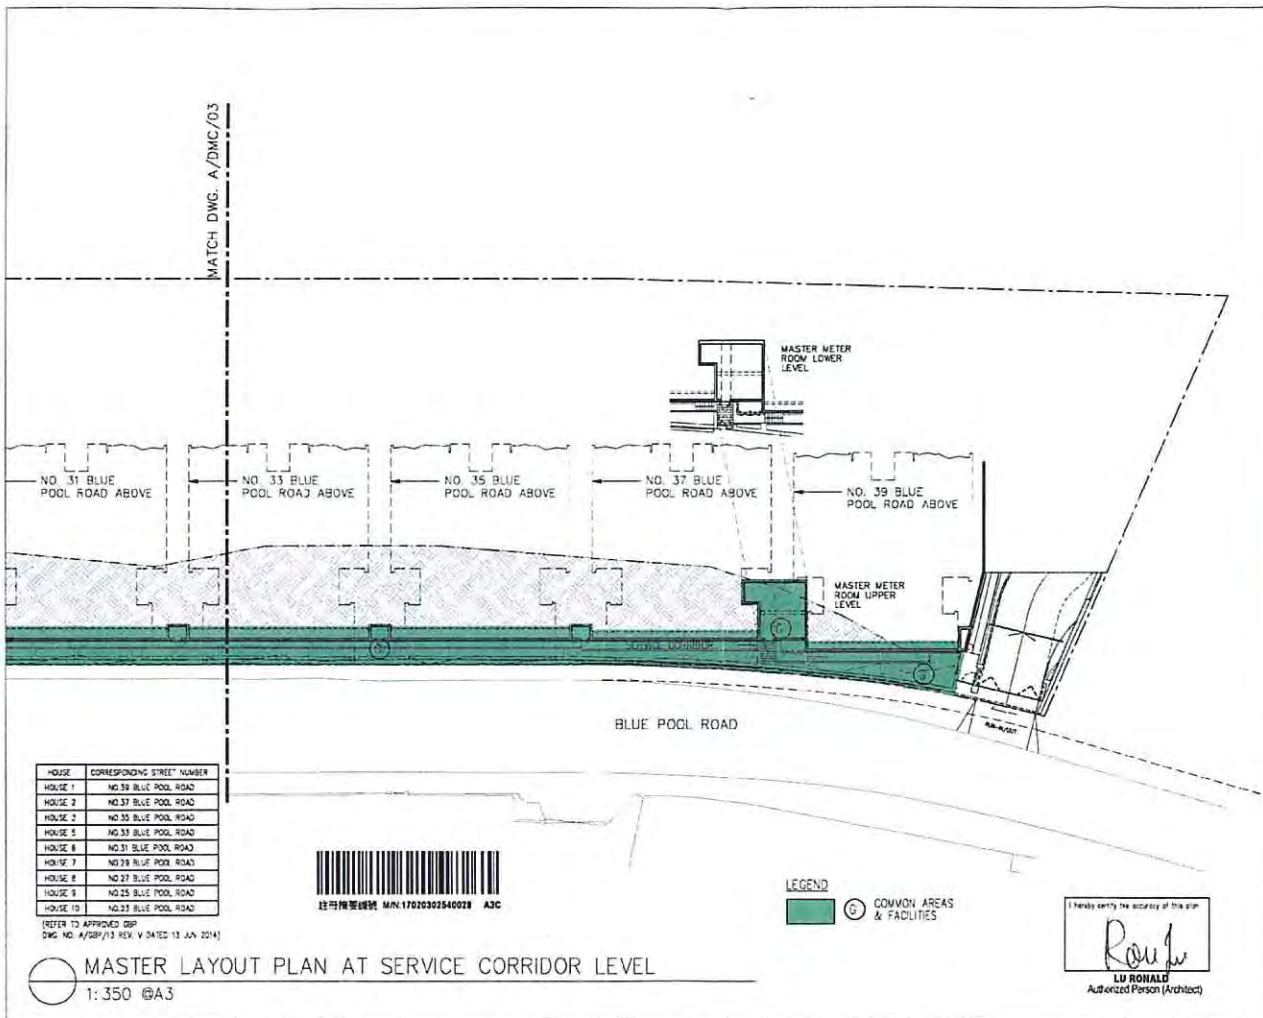 MATCH DWG. A/DMC/03
MASTER METER
ROOM LOWER
LEVEL
NO. 31 BLUE
POOL ROAD ABOVE
NO. 33 BLUE
POOL ROAD ABOVE
NO. 35 BLUE
POOL ROAD ABOVE
NO. 37 BLUE
POOL ROAD ABOVE
NO. 39 BLUE
POOL ROAD ABOVE
MASTER METER
ROOM UPPER
LEVEL
G
SERVICE CORRIDOR
G
G
BLUE POOL ROAD
HOUSE CORRESPONDING STREET NUMBER
HOUSE 1 NO.39 BLUE POOL ROAD
HOUSE 2 NO.37 BLUE POOL ROAD
HOUSE 3 NO.35 BLUE POOL ROAD
HOUSE 5 NO.33 BLUE POOL ROAD
HOUSE 6 NO.31 BLUE POOL ROAD
HOUSE 7 NO.29 BLUE POOL ROAD
HOUSE 8 NO.27 BLUE POOL ROAD
HOUSE 9 NO.25 BLUE POOL ROAD
HOUSE 10 NO.23 BLUE POOL ROAD
(REFER TO APPROVED GBP
DWG. NO. A/GBP/13 REV. V DATED 13 JUN 2014)
註冊摘要編號 M/N:17020302540028 A3C
LEGEND
G COMMON AREAS
& FACILITIES
I hereby certify the accuracy of this plan
LU RONALD
Authorized Person (Architect)
MASTER LAYOUT PLAN AT SERVICE CORRIDOR LEVEL
1:350 @A3